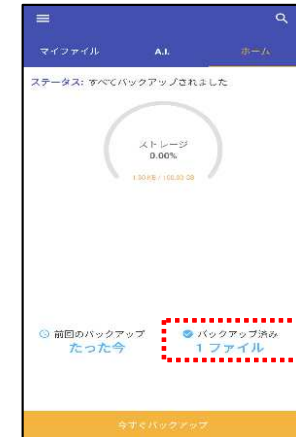 マイファイル
A.I.
ホーム
ステータス: すべてバックアップされました
ストレージ
0.00%
前回のバックアップ
たった今
バックアップ済み
1 ファイル
今すぐバックアップ